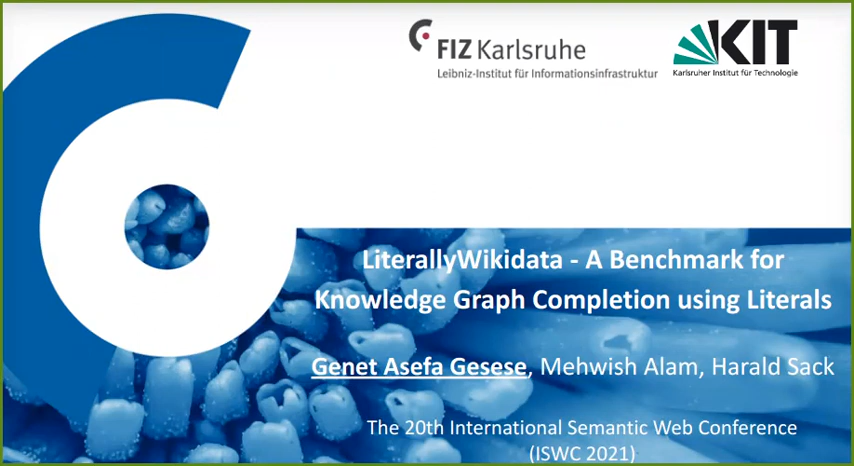 FIZ Karlsruhe
Leibniz-Institut für Informationsinfrastruktur
KIT
Karlsruher Institut für Technologie
LiterallyWikidata - A Benchmark for
Knowledge Graph Completion using Literals
Genet Asefa Gesese, Mehwish Alam, Harald Sack
The 20th International Semantic Web Conference
(ISWC 2021)